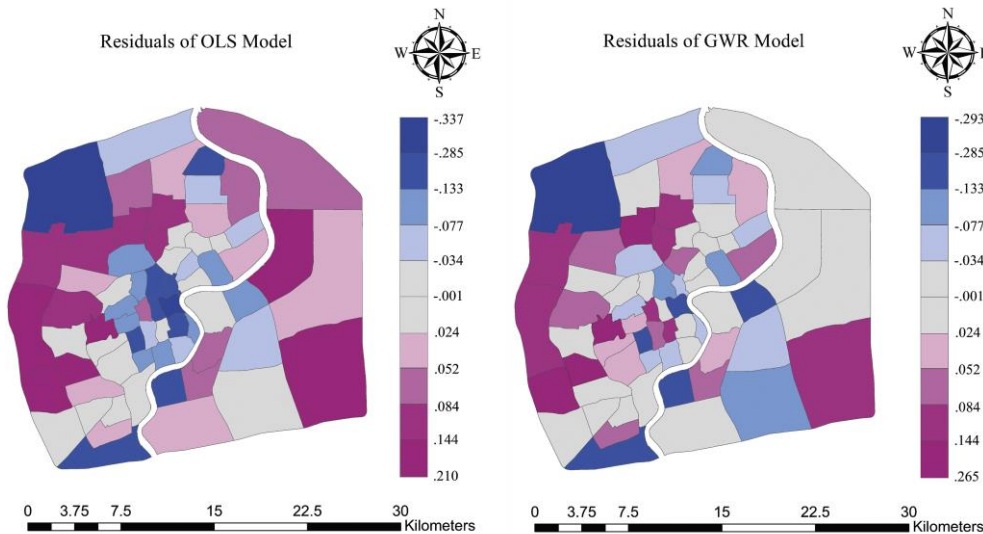 Residuals of OLS Model
N
W
E
S
-.337
-.285
-.133
-.077
-.034
-.001
.024
.052
.084
.144
.210
0 3.75 7.5 15 22.5 30
Kilometers
Residuals of GWR Model
N
W
S
-.293
-.285
-.133
-.077
-.034
-.001
.024
.052
.084
.144
.265
0 3.75 7.5 15 22.5 30
Kilometers